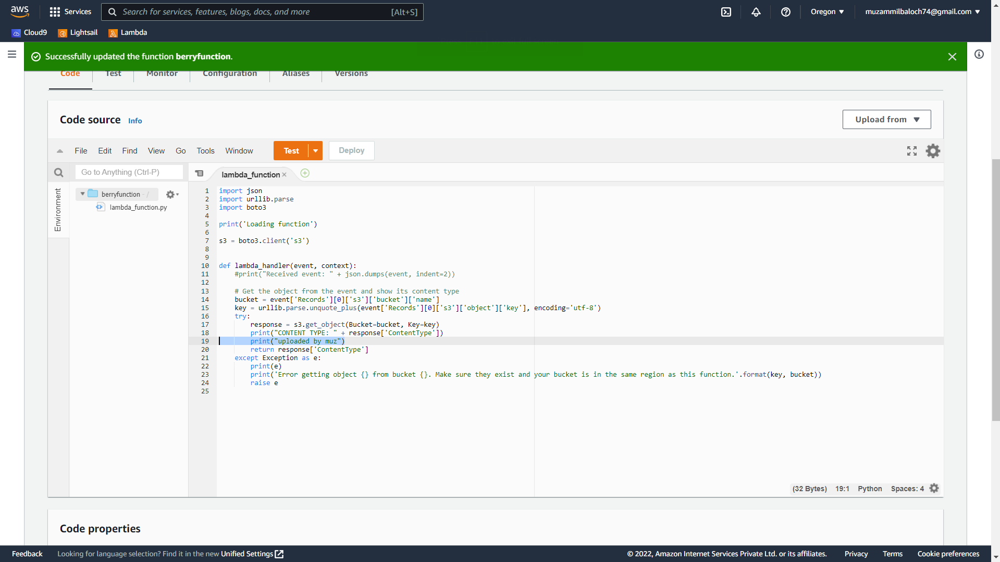 aws Services Search for services, features, blogs, docs, and more [Alt+S] Oregon ▼ muzammilbaloch74@gmail.com ▼
Cloud9 Lightsail Lambda
Successfully updated the function berryfunction.
Code Test Monitor Configuration Aliases Versions
Code source Info Upload from ▼
File Edit Find View Go Tools Window Test Deploy
Go to Anything (Ctrl-P) lambda_function ×
Environment
berryfunction - /
lambda_function.py
1 import json
2 import urllib.parse
3 import boto3
4
5 print('Loading function')
6
7 s3 = boto3.client('s3')
8
9
10 def lambda_handler(event, context):
11     #print("Received event: " + json.dumps(event, indent=2))
12
13     # Get the object from the event and show its content type
14     bucket = event['Records'][0]['s3']['bucket']['name']
15     key = urllib.parse.unquote_plus(event['Records'][0]['s3']['object']['key'], encoding='utf-8')
16     try:
17         response = s3.get_object(Bucket=bucket, Key=key)
18         print("CONTENT TYPE: " + response['ContentType'])
19         print("uploaded by muz")
20         return response['ContentType']
21     except Exception as e:
22         print(e)
23         print('Error getting object {} from bucket {}. Make sure they exist and your bucket is in the same region as this function.'.format(key, bucket))
24         raise e
25
(32 Bytes) 19:1 Python Spaces: 4
Code properties
Feedback Looking for language selection? Find it in the new Unified Settings © 2022, Amazon Internet Services Private Ltd. or its affiliates. Privacy Terms Cookie preferences